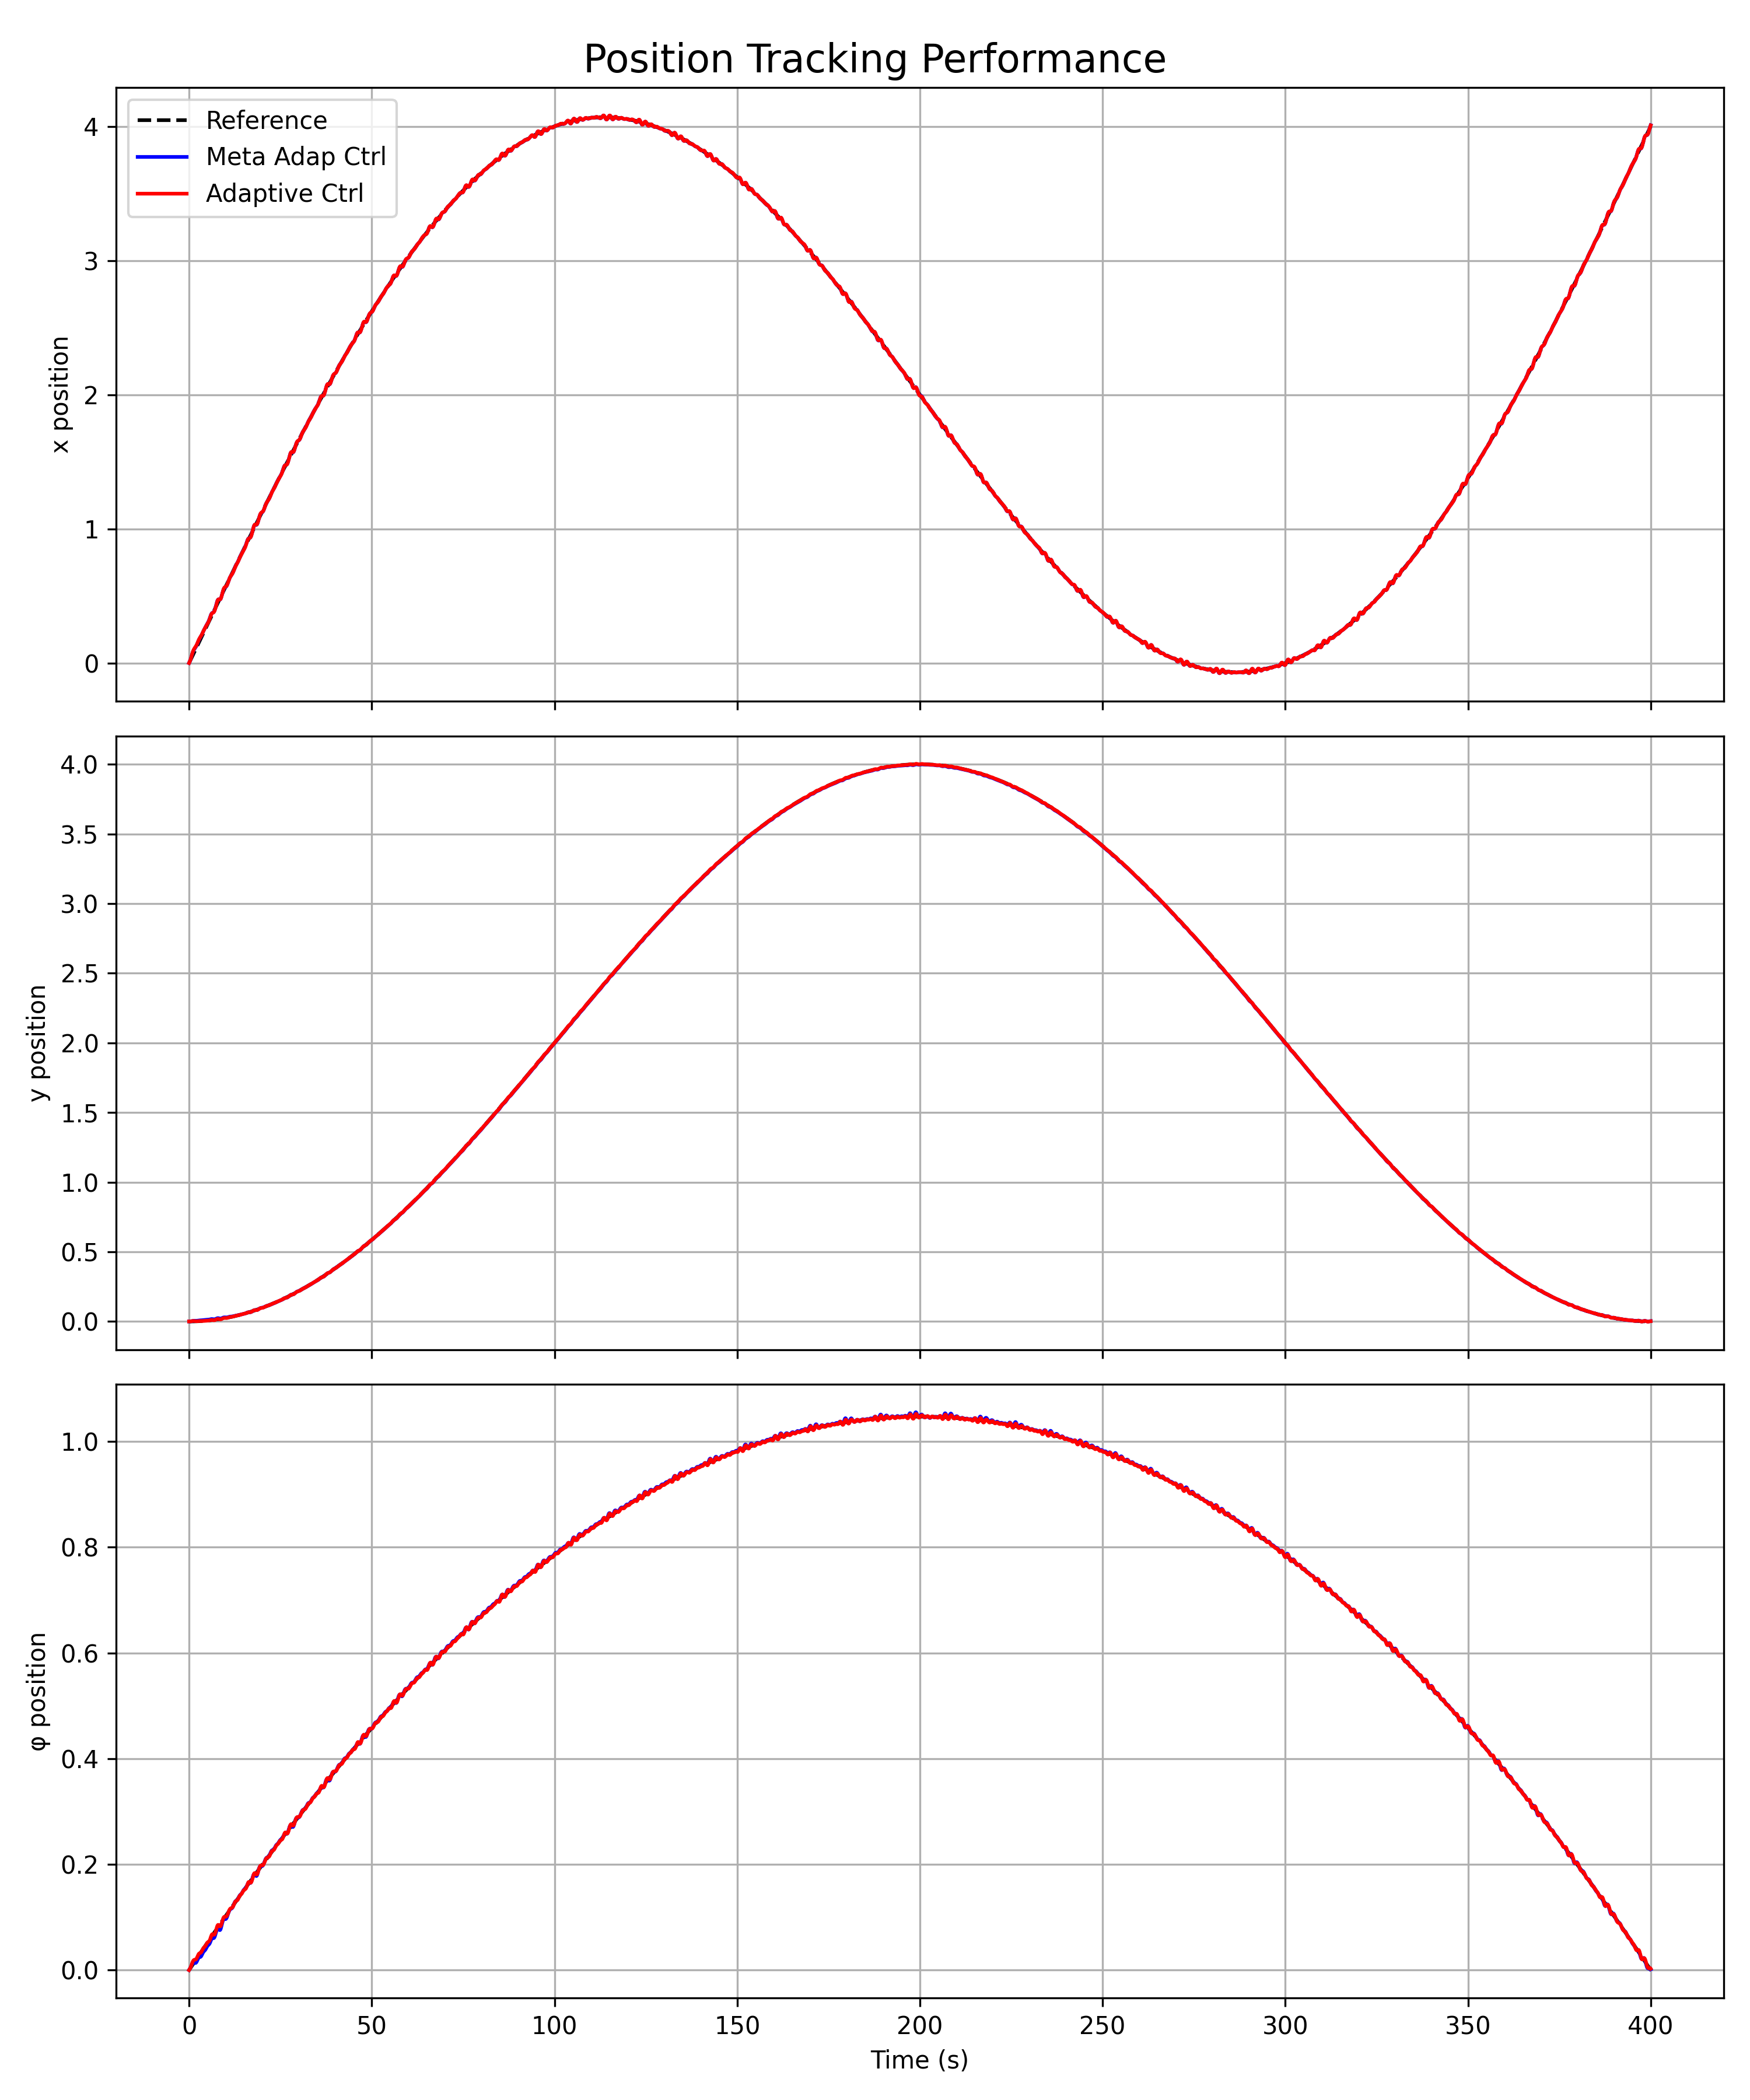 Position Tracking Performance
Reference
Meta Adap Ctrl
Adaptive Ctrl
x position
4
3
2
1
0
y position
4.0
3.5
3.0
2.5
2.0
1.5
1.0
0.5
0.0
φ position
1.0
0.8
0.6
0.4
0.2
0.0
0 50 100 150 200 250 300 350 400
Time (s)